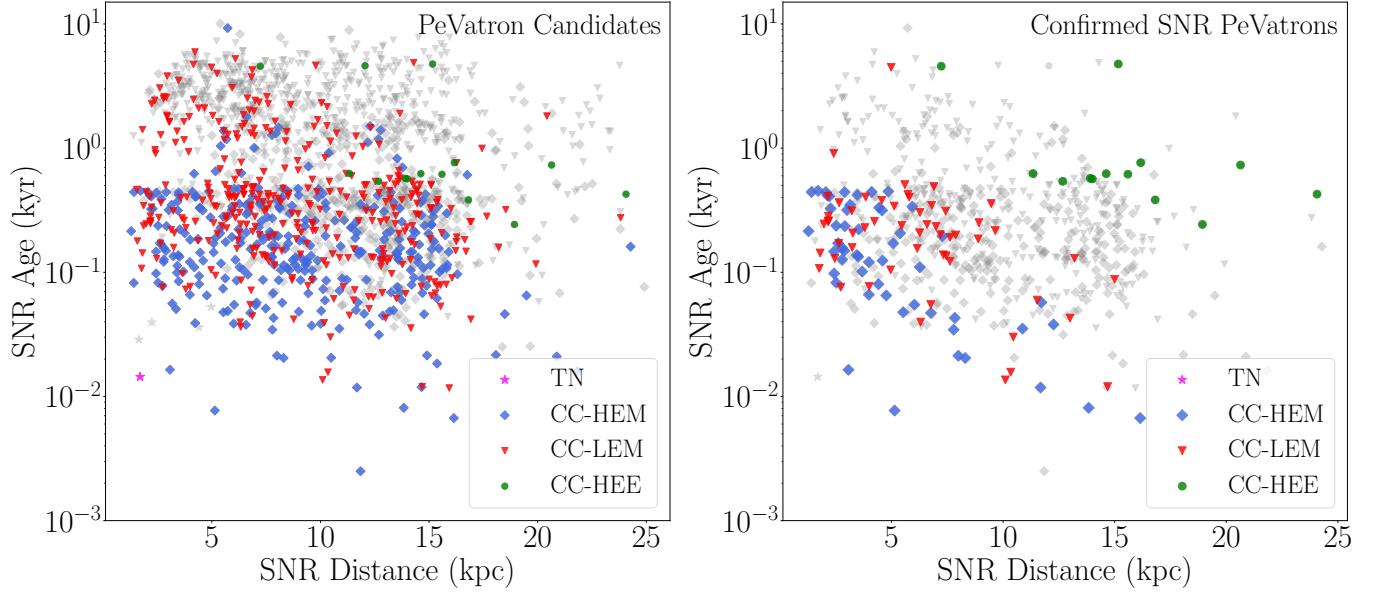 PeVatron Candidates
SNR Age (kyr)
10^1
10^0
10^{-1}
10^{-2}
10^{-3}
TN
CC-HEM
CC-LEM
CC-HEE
5 10 15 20 25
SNR Distance (kpc)
Confirmed SNR PeVatrons
SNR Age (kyr)
10^1
10^0
10^{-1}
10^{-2}
10^{-3}
TN
CC-HEM
CC-LEM
CC-HEE
5 10 15 20 25
SNR Distance (kpc)